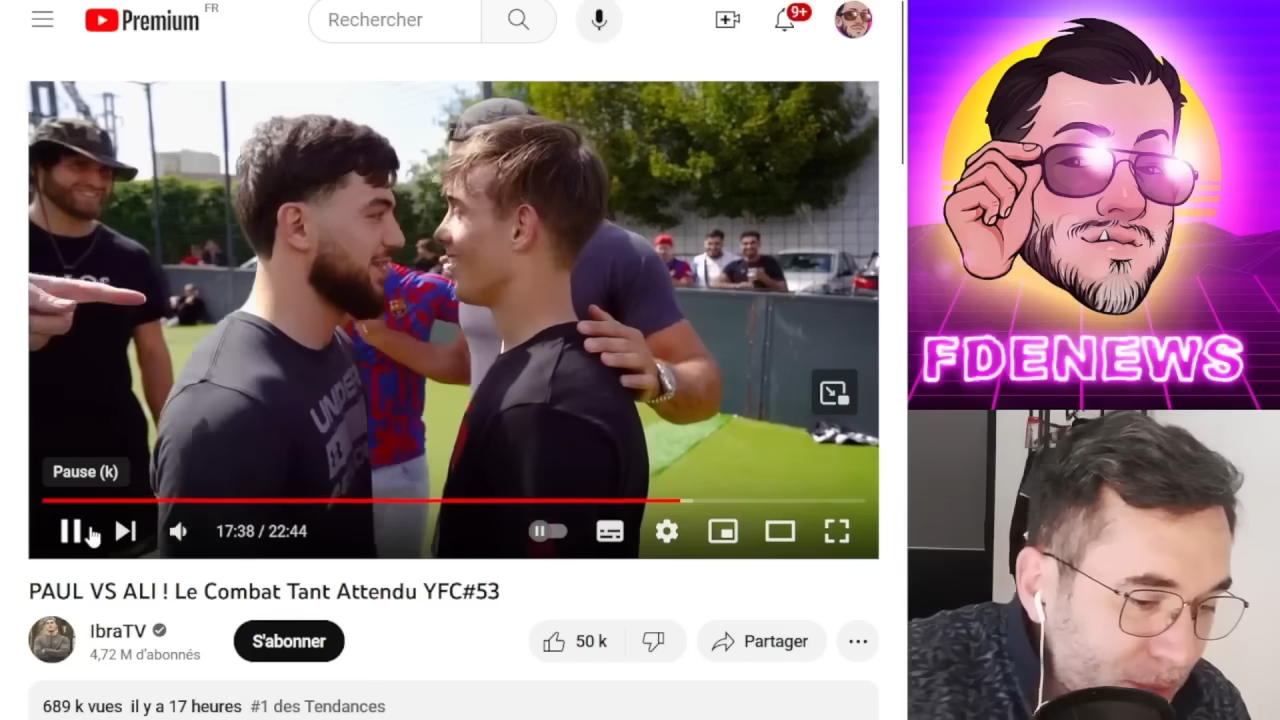 Premium FR
Rechercher
9+
UNDER
Pause (k)
17:38 / 22:44
PAUL VS ALI ! Le Combat Tant Attendu YFC#53
IbraTV
4,72 M d'abonnés
S'abonner
50 k
Partager
689 k vues il y a 17 heures #1 des Tendances
FDENEWS